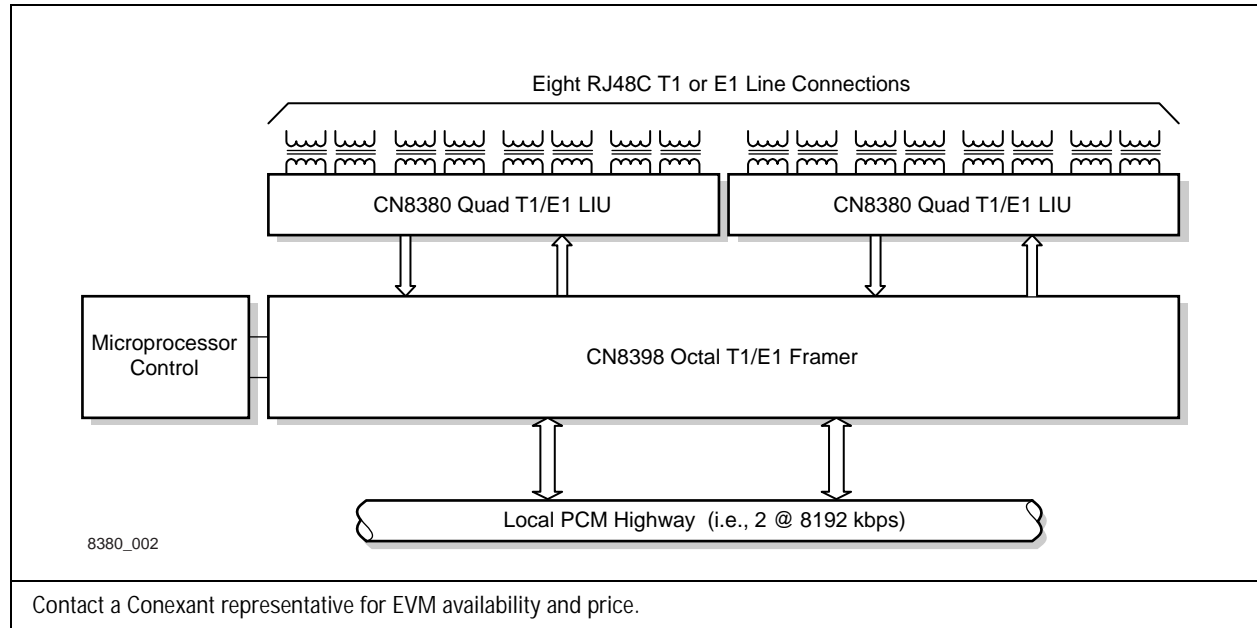 Eight RJ48C T1 or E1 Line Connections
CN8380 Quad T1/E1 LIU
CN8380 Quad T1/E1 LIU
Microprocessor
Control
CN8398 Octal T1/E1 Framer
Local PCM Highway (i.e., 2 @ 8192 kbps)
8380_002
Contact a Conexant representative for EVM availability and price.